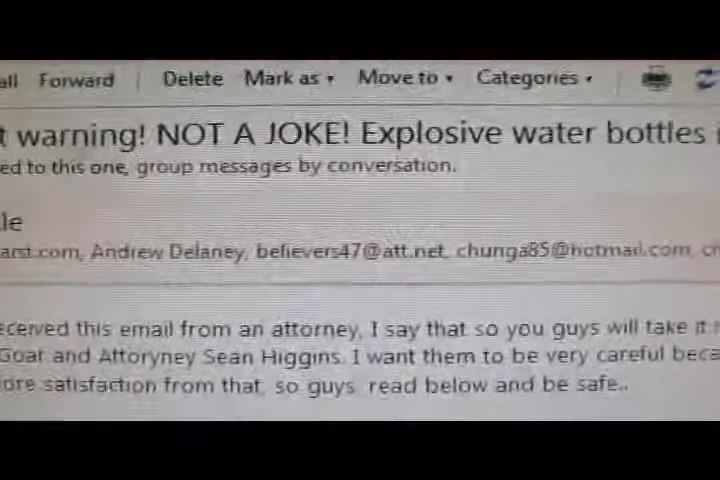 all Forward | Delete Mark as Move to Categories
t warning! NOT A JOKE! Explosive water bottles i
ed to this one, group messages by conversation.
le
arst.com, Andrew Delaney, believers47@att.net, chunga85@hotmail.com, c
eceived this email from an attorney, I say that so you guys will take it
Goar and Attoryney Sean Higgins. I want them to be very careful beca
ore satisfaction from that, so guys read below and be safe..